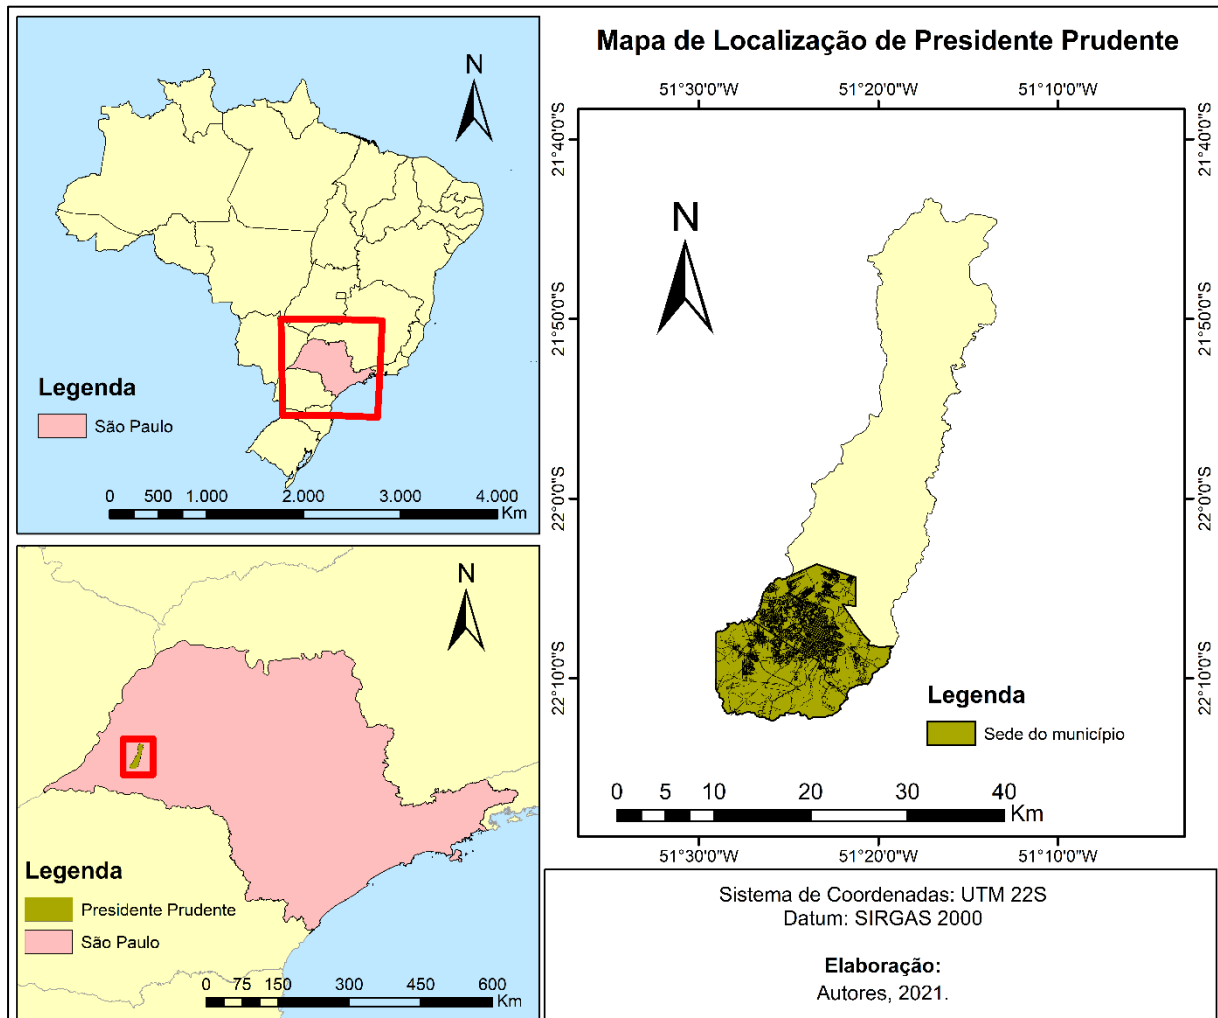 Mapa de Localização de Presidente Prudente
N
Legenda
São Paulo
0 500 1.000 2.000 3.000 4.000
Km
N
Legenda
Presidente Prudente
São Paulo
0 75 150 300 450 600
Km
51°30'0"W 51°20'0"W 51°10'0"W
21°40'0"S 21°40'0"S
N
21°50'0"S 21°50'0"S
22°0'0"S 22°0'0"S
22°10'0"S 22°10'0"S
Legenda
Sede do município
0 5 10 20 30 40
Km
51°30'0"W 51°20'0"W 51°10'0"W
Sistema de Coordenadas: UTM 22S
Datum: SIRGAS 2000
Elaboração:
Autores, 2021.